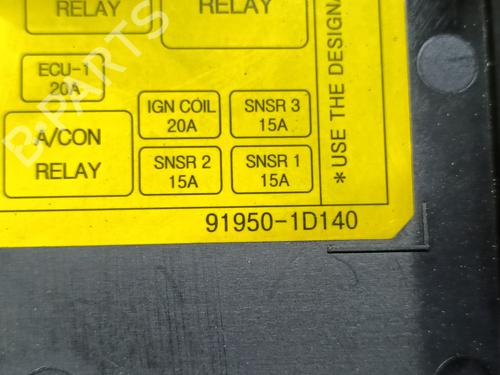 RELAY
RELAY
ECU-1
20A
IGN COIL
20A
SNSR 3
15A
A/CON
RELAY
SNSR 2
15A
SNSR 1
15A
* USE THE DESIGNA
91950-1D140
B-PARTS